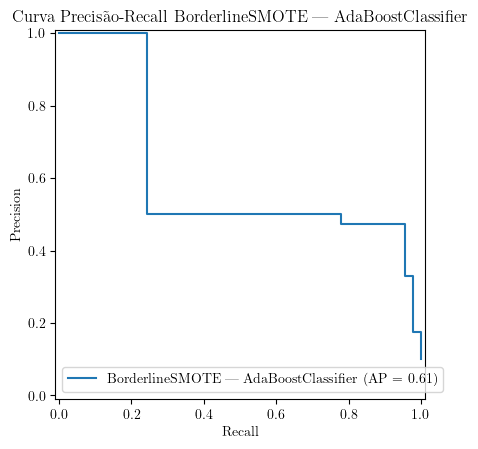 Curva Precisão-Recall BorderlineSMOTE — AdaBoostClassifier
1.0
0.8
0.6
0.4
0.2
0.0
Precision
BorderlineSMOTE — AdaBoostClassifier (AP = 0.61)
0.0 0.2 0.4 0.6 0.8 1.0
Recall